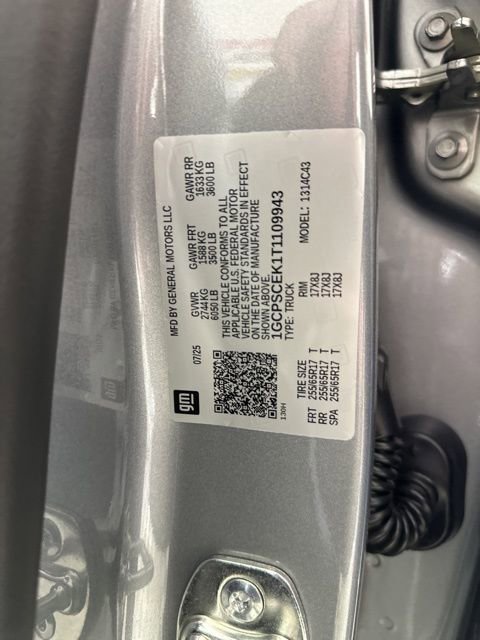 gm
MFD BY GENERAL MOTORS LLC
07/25
GVWR GAWR FRT GAWR RR
2744 KG 1588 KG 1633 KG
6050 LB 3500 LB 3600 LB
THIS VEHICLE CONFORMS TO ALL
APPLICABLE U.S. FEDERAL MOTOR
VEHICLE SAFETY STANDARDS IN EFFECT
ON THE DATE OF MANUFACTURE
SHOWN ABOVE.
1GCPSCEK1T1109943
TYPE: TRUCK MODEL: 1314C43
130H
TIRE SIZE RIM
FRT 255/65R17 T 17X8J
RR 255/65R17 T 17X8J
SPA 255/65R17 T 17X8J